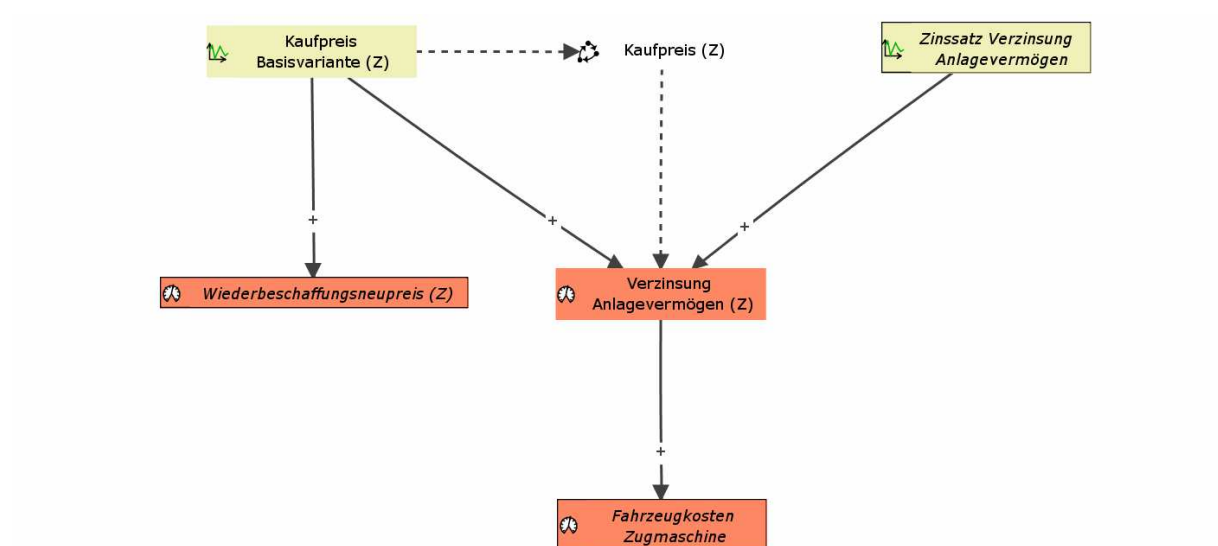 Kaufpreis
Basisvariante (Z)
Kaufpreis (Z)
Zinssatz Verzinsung
Anlagevermögen
+
+
+
Wiederbeschaffungsneupreis (Z)
Verzinsung
Anlagevermögen (Z)
+
Fahrzeugkosten
Zugmaschine